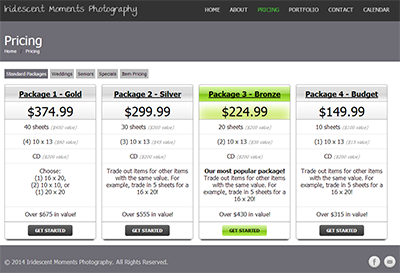 Iridescent Moments Photography
HOME ABOUT PRICING PORTFOLIO CONTACT CALENDAR
Pricing
Home / Pricing
Standard Packages Weddings Seniors Specials Item Pricing
Package 1 - Gold
$374.99
40 sheets ($400 value)
(4) 10 x 13 ($60 value)
CD ($200 value)
Choose:
(1) 16 x 20,
(2) 10 x 10, or
(1) 20 x 20
Over $675 in value!
GET STARTED
Package 2 - Silver
$299.99
30 sheets ($300 value)
(3) 10 x 13 ($45 value)
CD ($200 value)
Trade out items for other items
with the same value. For
example, trade in 5 sheets for a
16 x 20!
Over $555 in value!
GET STARTED
Package 3 - Bronze
$224.99
20 sheets ($200 value)
(2) 10 x 13 ($30 value)
CD ($200 value)
Our most popular package!
Trade out items for other items
with the same value. For
example, trade in 5 sheets for a
16 x 20!
Over $430 in value!
GET STARTED
Package 4 - Budget
$149.99
10 sheets ($100 value)
(1) 10 x 13 ($15 value)
CD ($200 value)
Trade out items for other items
with the same value. For
example, trade in 5 sheets for a
16 x 20!
Over $315 in value!
GET STARTED
© 2014 Iridescent Moments Photography. All Rights Reserved.